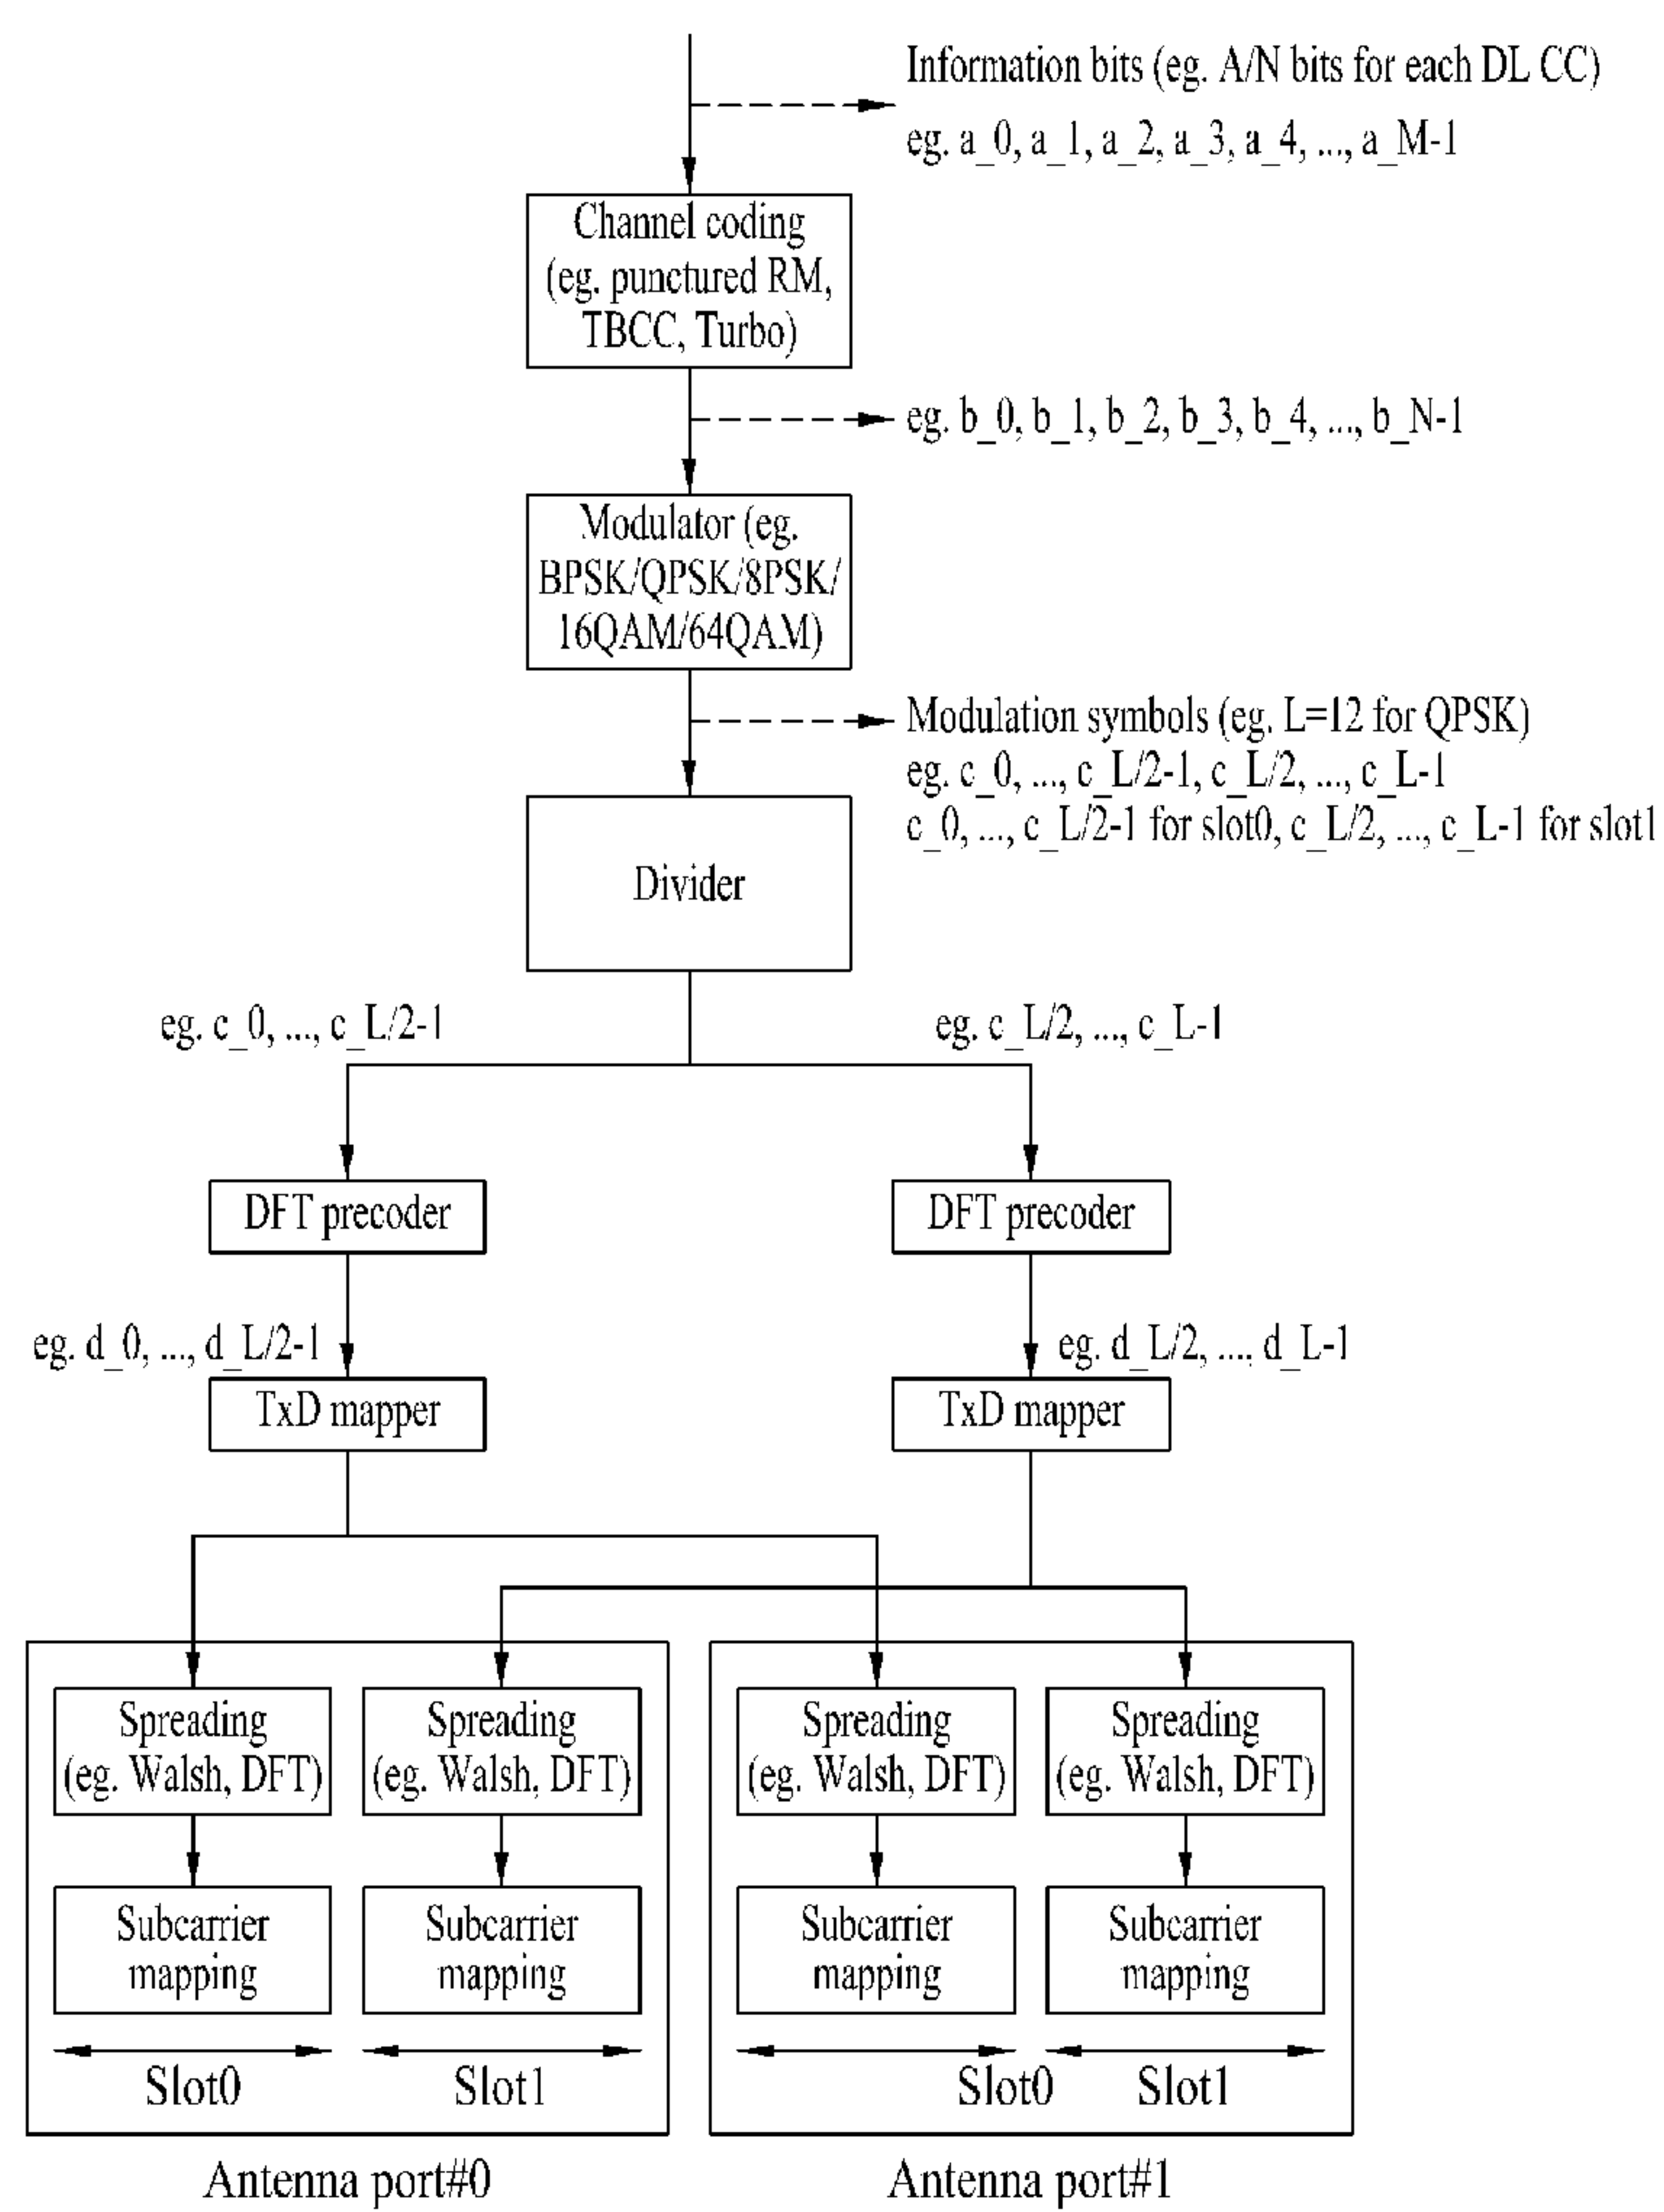 Information bits (eg. A/N bits for each DL CC)
eg. a_0, a_1, a_2, a_3, a_4, ..., a_M-1
Channel coding
(eg. punctured RM,
TBCC, Turbo)
eg. b_0, b_1, b_2, b_3, b_4, ..., b_N-1
Modulator (eg.
BPSK/QPSK/8PSK/
16QAM/64QAM)
Modulation symbols (eg. L=12 for QPSK)
eg. c_0, ..., c_L/2-1, c_L/2, ..., c_L-1
c_0, ..., c_L/2-1 for slot0, c_L/2, ..., c_L-1 for slot1
Divider
eg. c_0, ..., c_L/2-1
eg. c_L/2, ..., c_L-1
DFT precoder
DFT precoder
eg. d_0, ..., d_L/2-1
eg. d_L/2, ..., d_L-1
TxD mapper
TxD mapper
Spreading
(eg. Walsh, DFT)
Spreading
(eg. Walsh, DFT)
Spreading
(eg. Walsh, DFT)
Spreading
(eg. Walsh, DFT)
Subcarrier
mapping
Subcarrier
mapping
Subcarrier
mapping
Subcarrier
mapping
Slot0
Slot1
Slot0
Slot1
Antenna port#0
Antenna port#1